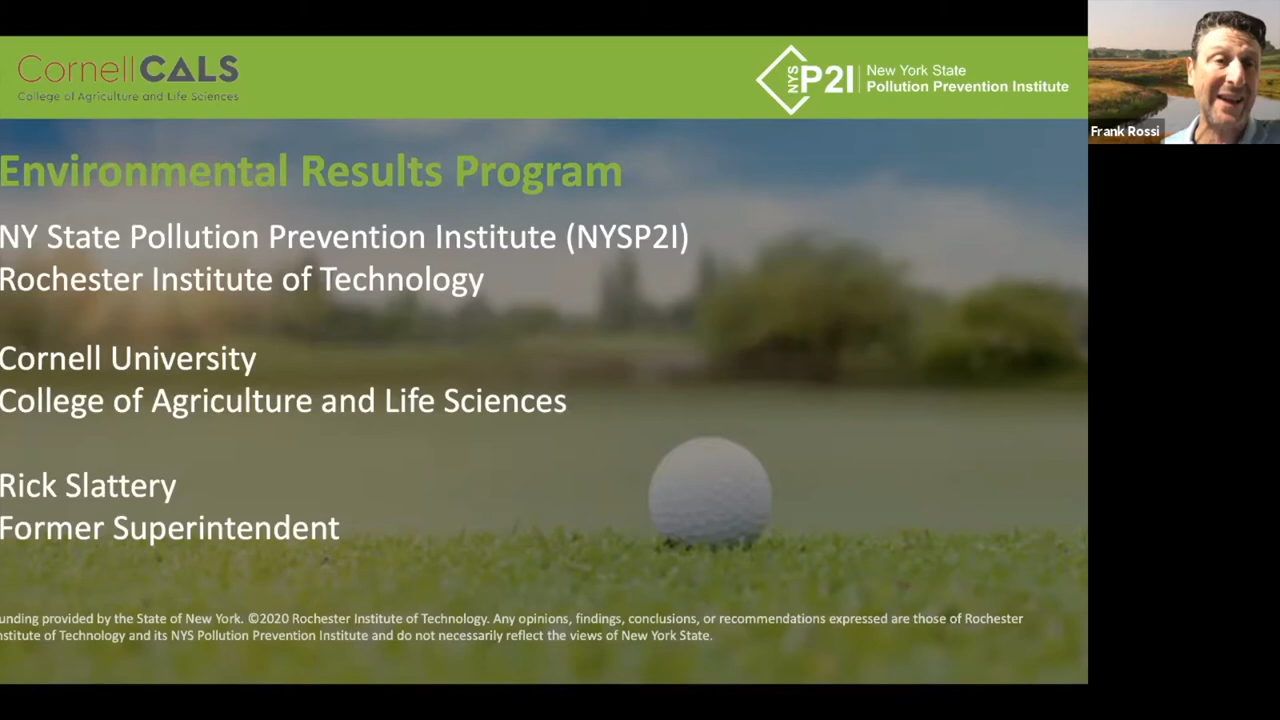 CornellCALS
College of Agriculture and Life Sciences
NYS P2I
New York State
Pollution Prevention Institute
Frank Rossi
Environmental Results Program
NY State Pollution Prevention Institute (NYSP2I)
Rochester Institute of Technology
Cornell University
College of Agriculture and Life Sciences
Rick Slattery
Former Superintendent
unding provided by the State of New York. ©2020 Rochester Institute of Technology. Any opinions, findings, conclusions, or recommendations expressed are those of Rochester
nstitute of Technology and its NYS Pollution Prevention Institute and do not necessarily reflect the views of New York State.